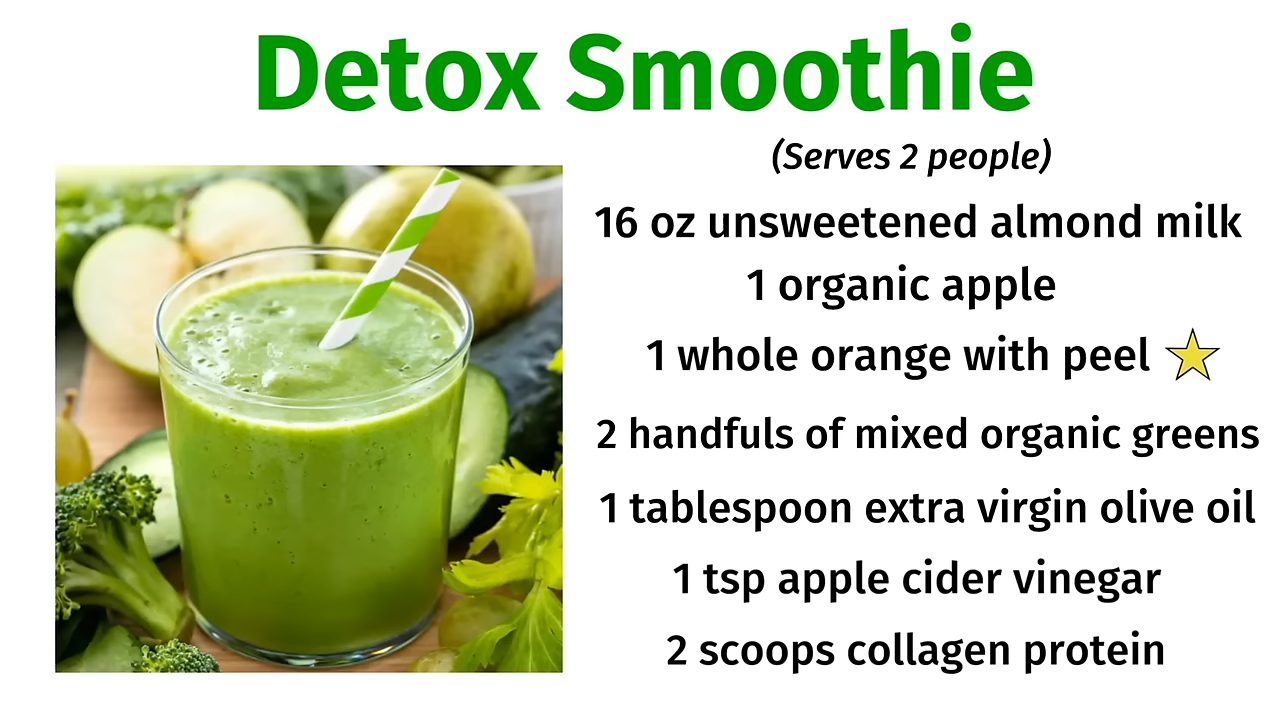 Detox Smoothie
(Serves 2 people)
16 oz unsweetened almond milk
1 organic apple
1 whole orange with peel
2 handfuls of mixed organic greens
1 tablespoon extra virgin olive oil
1 tsp apple cider vinegar
2 scoops collagen protein